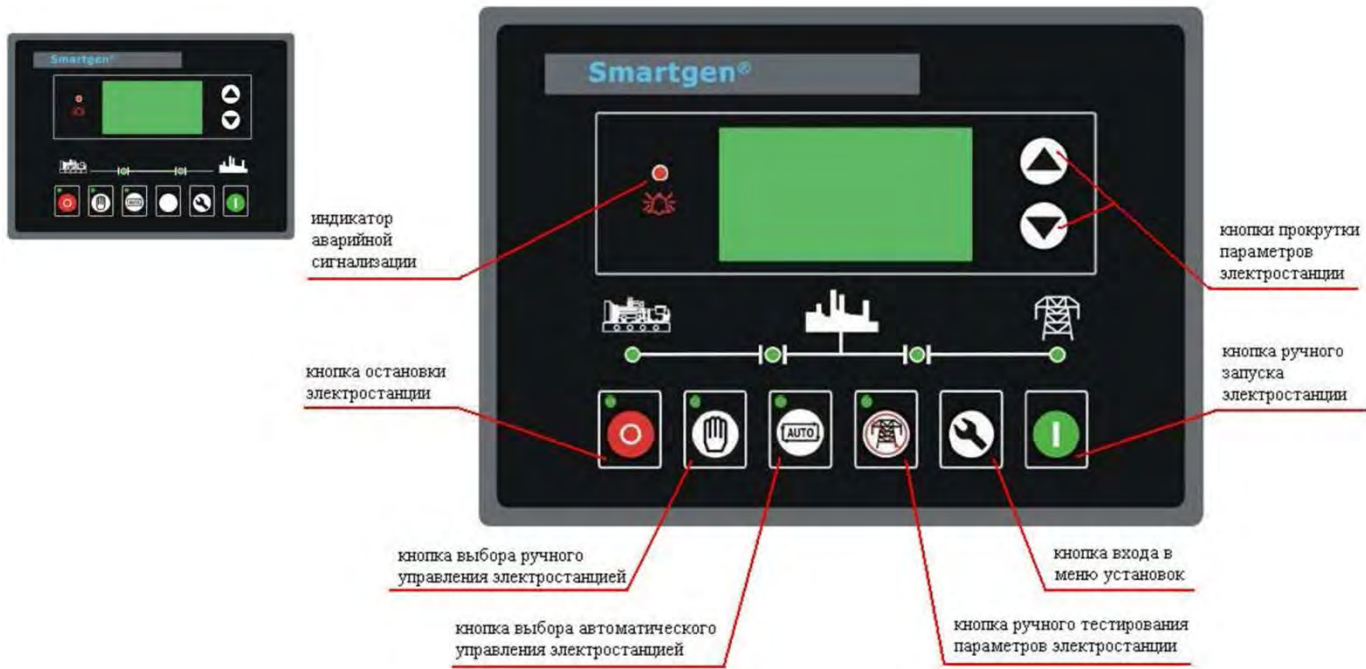 Smartgen®
Smartgen®
индикатор
аварийной
сигнализации
кнопки прокрутки
параметров
электростанции
кнопка остановки
электростанции
кнопка ручного
запуска
электростанции
AUTO
AUTO
кнопка выбора ручного
управления электростанцией
кнопка входа в
меню установок
кнопка выбора автоматического
управления электростанцией
кнопка ручного тестирования
параметров электростанции